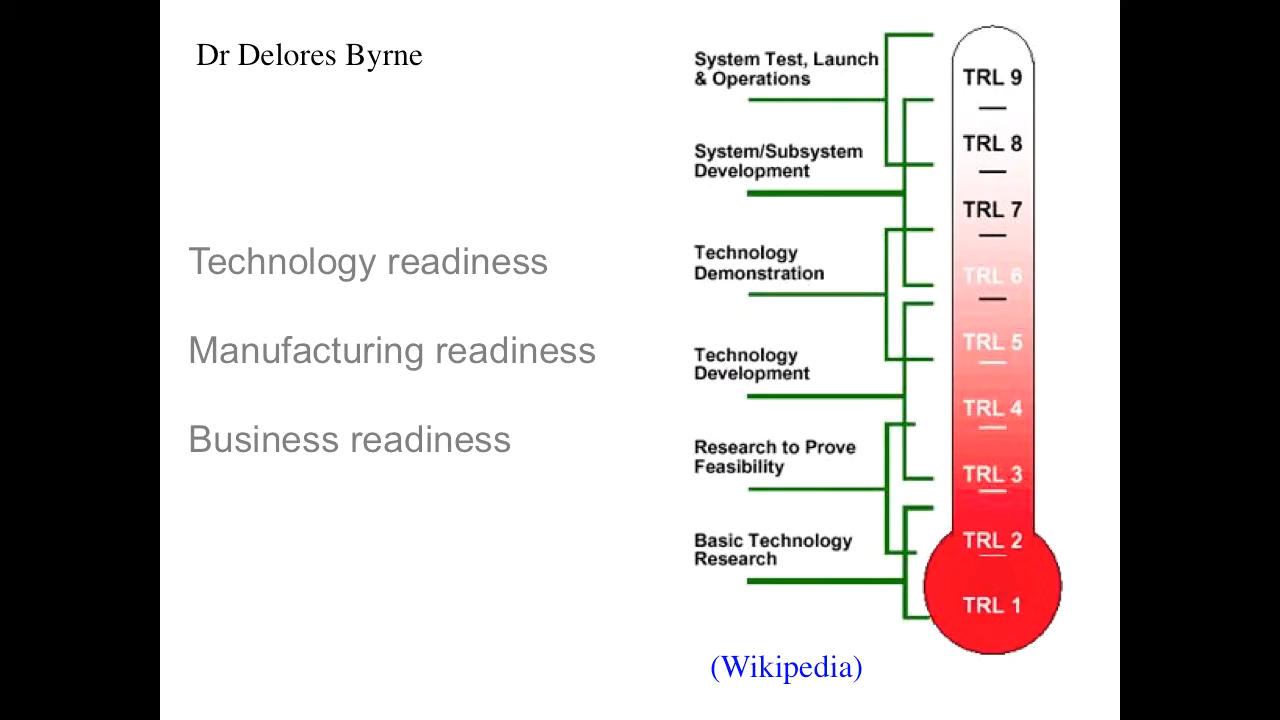 Dr Delores Byrne
Technology readiness
Manufacturing readiness
Business readiness
System Test, Launch
& Operations
System/Subsystem
Development
Technology
Demonstration
Technology
Development
Research to Prove
Feasibility
Basic Technology
Research
TRL 9
TRL 8
TRL 7
TRL 6
TRL 5
TRL 4
TRL 3
TRL 2
TRL 1
(Wikipedia)